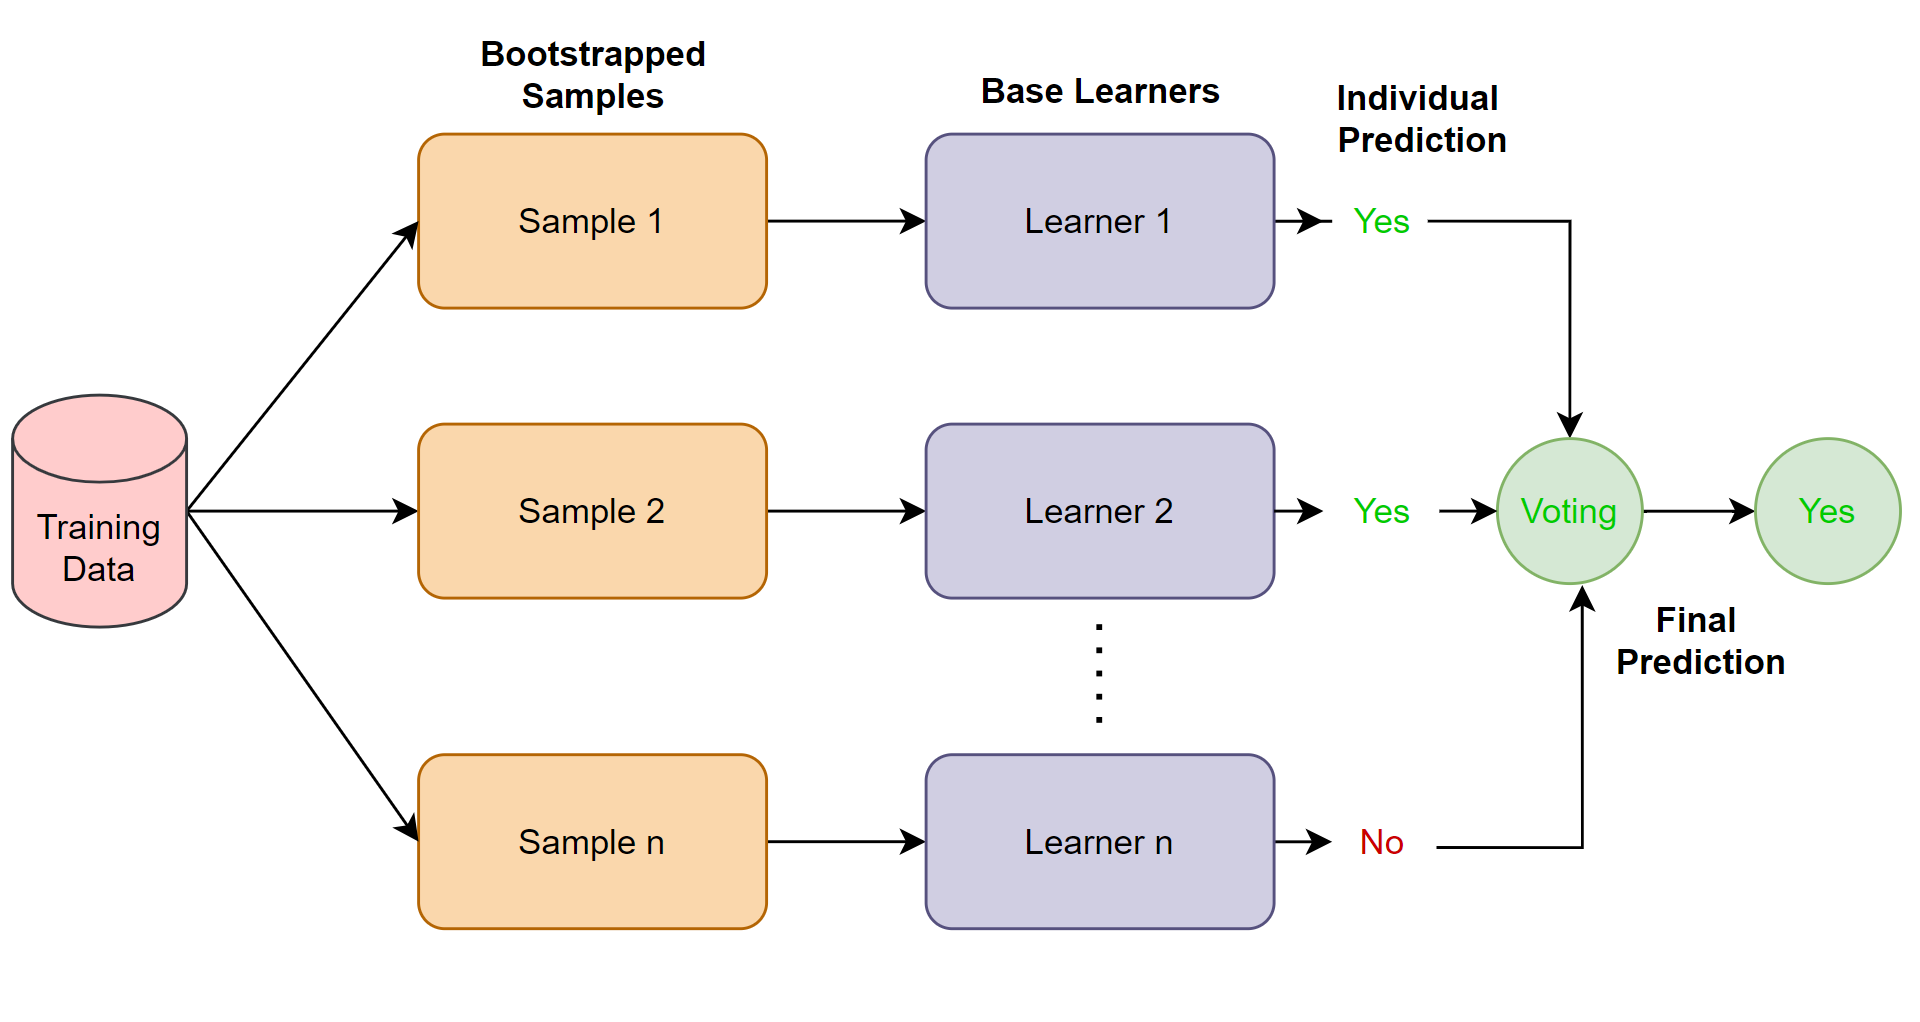 Bootstrapped
Samples
Base Learners
Individual
Prediction
Sample 1
Learner 1
Yes
Training
Data
Sample 2
Learner 2
Yes
Voting
Yes
Final
Prediction
Sample n
Learner n
No